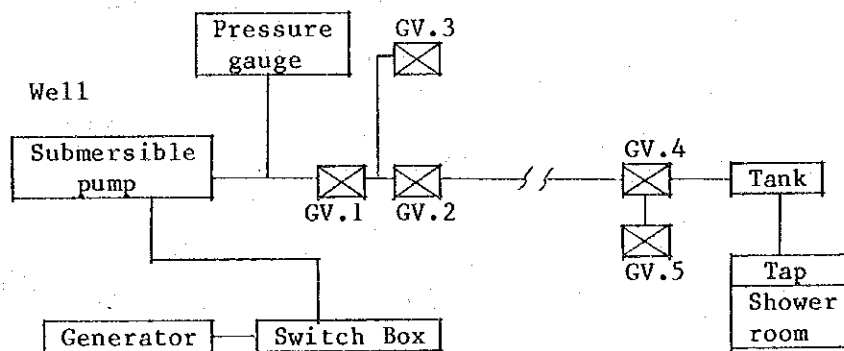 Pressure
gauge
GV.3
Well
Submersible
pump
GV.1
GV.2
GV.4
Tank
GV.5
Tap
Shower
room
Generator
Switch Box